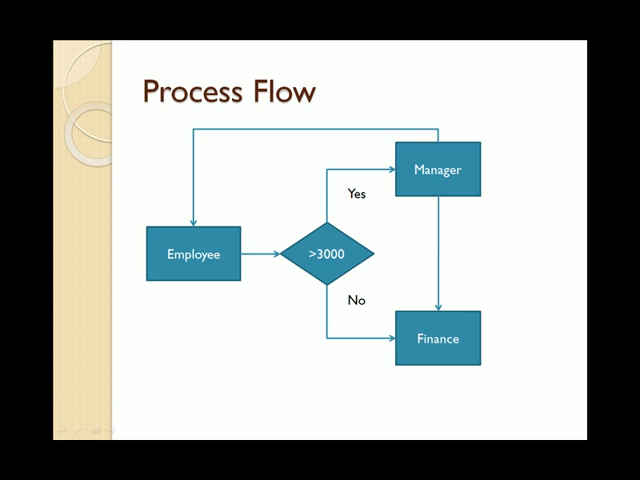 Process Flow
Manager
Yes
Employee
>3000
No
Finance